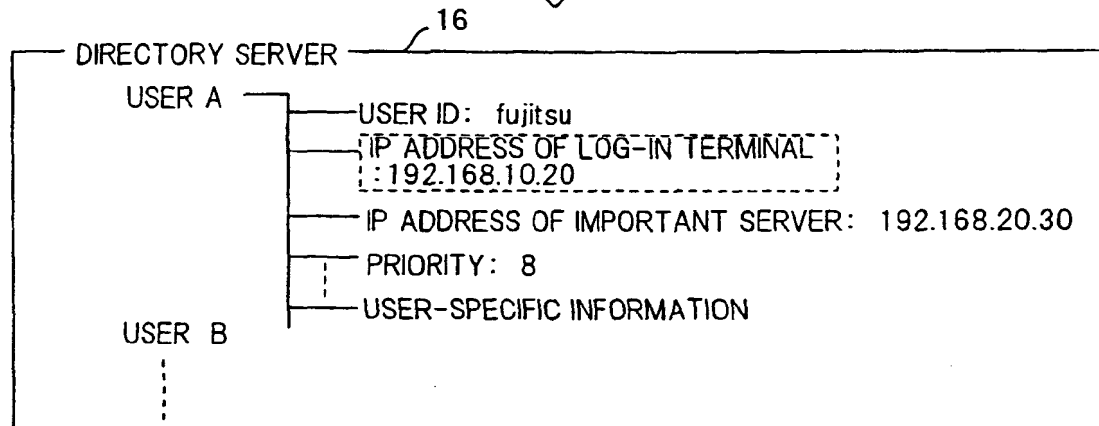 16
DIRECTORY SERVER
USER A
USER ID: fujitsu
IP ADDRESS OF LOG-IN TERMINAL
:192.168.10.20
IP ADDRESS OF IMPORTANT SERVER: 192.168.20.30
PRIORITY: 8
USER-SPECIFIC INFORMATION
USER B